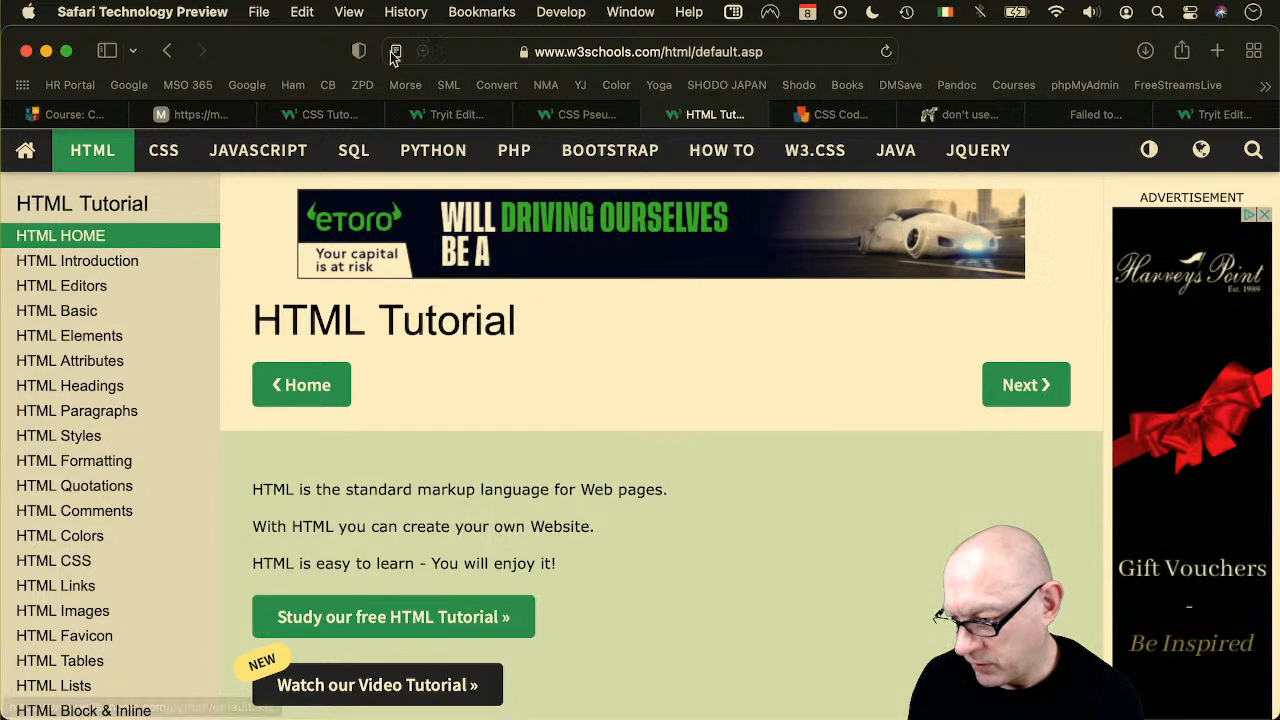 Safari Technology Preview File Edit View History Bookmarks Develop Window Help 8
www.w3schools.com/html/default.asp
HR Portal Google MSO 365 Google Ham CB ZPD Morse SML Convert NMA YJ Color Yoga SHODO JAPAN Shodo Books DMSave Pandoc Courses phpMyAdmin FreeStreamsLive
Course: C... M https://m... CSS Tuto... Tryit Edit... CSS Pseu... HTML Tut... CSS Cod... don't use... Failed to... Tryit Edit...
HTML CSS JAVASCRIPT SQL PYTHON PHP BOOTSTRAP HOW TO W3.CSS JAVA JQUERY
HTML Tutorial
HTML HOME
HTML Introduction
HTML Editors
HTML Basic
HTML Elements
HTML Attributes
HTML Headings
HTML Paragraphs
HTML Styles
HTML Formatting
HTML Quotations
HTML Comments
HTML Colors
HTML CSS
HTML Links
HTML Images
HTML Favicon
HTML Tables
HTML Lists
HTML Block & Inline
eToro
Your capital
is at risk
WILL DRIVING OURSELVES
BE A
HTML Tutorial
❮ Home
Next ❯
HTML is the standard markup language for Web pages.
With HTML you can create your own Website.
HTML is easy to learn - You will enjoy it!
Study our free HTML Tutorial »
NEW
Watch our Video Tutorial »
ADVERTISEMENT
Harveys Point
Est. 1989
Gift Vouchers
-
Be Inspired